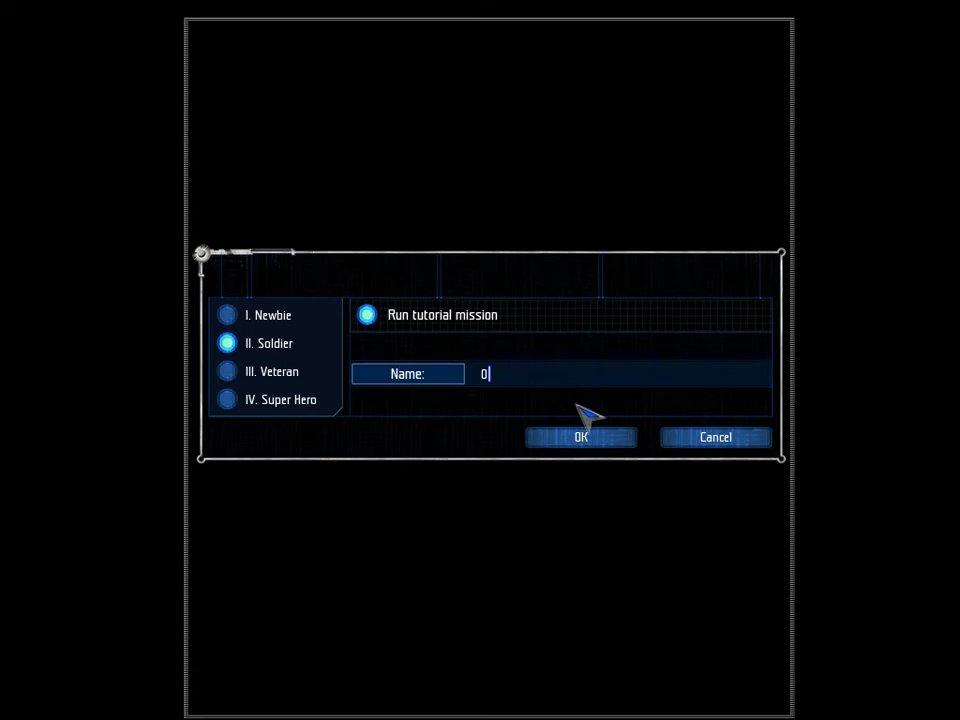 I. Newbie
II. Soldier
III. Veteran
IV. Super Hero
Run tutorial mission
Name: 0
OK
Cancel